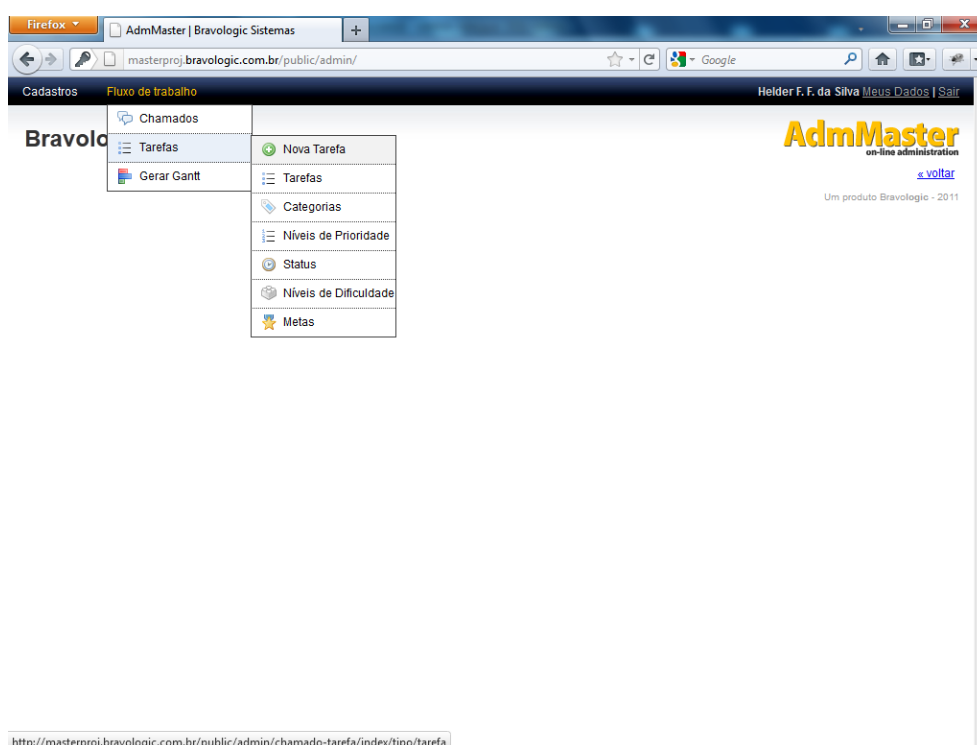 Firefox
AdmMaster | Bravologic Sistemas
masterproj.bravologic.com.br/public/admin/
Google
Cadastros
Fluxo de trabalho
Helder F. F. da Silva Meus Dados | Sair
Bravolo
Chamados
Tarefas
Gerar Gantt
Nova Tarefa
Tarefas
Categorias
Níveis de Prioridade
Status
Níveis de Dificuldade
Metas
AdmMaster
on-line administration
« voltar
Um produto Bravologic - 2011
http://masterproj.bravologic.com.br/public/admin/chamado-tarefa/index/tipo/tarefa